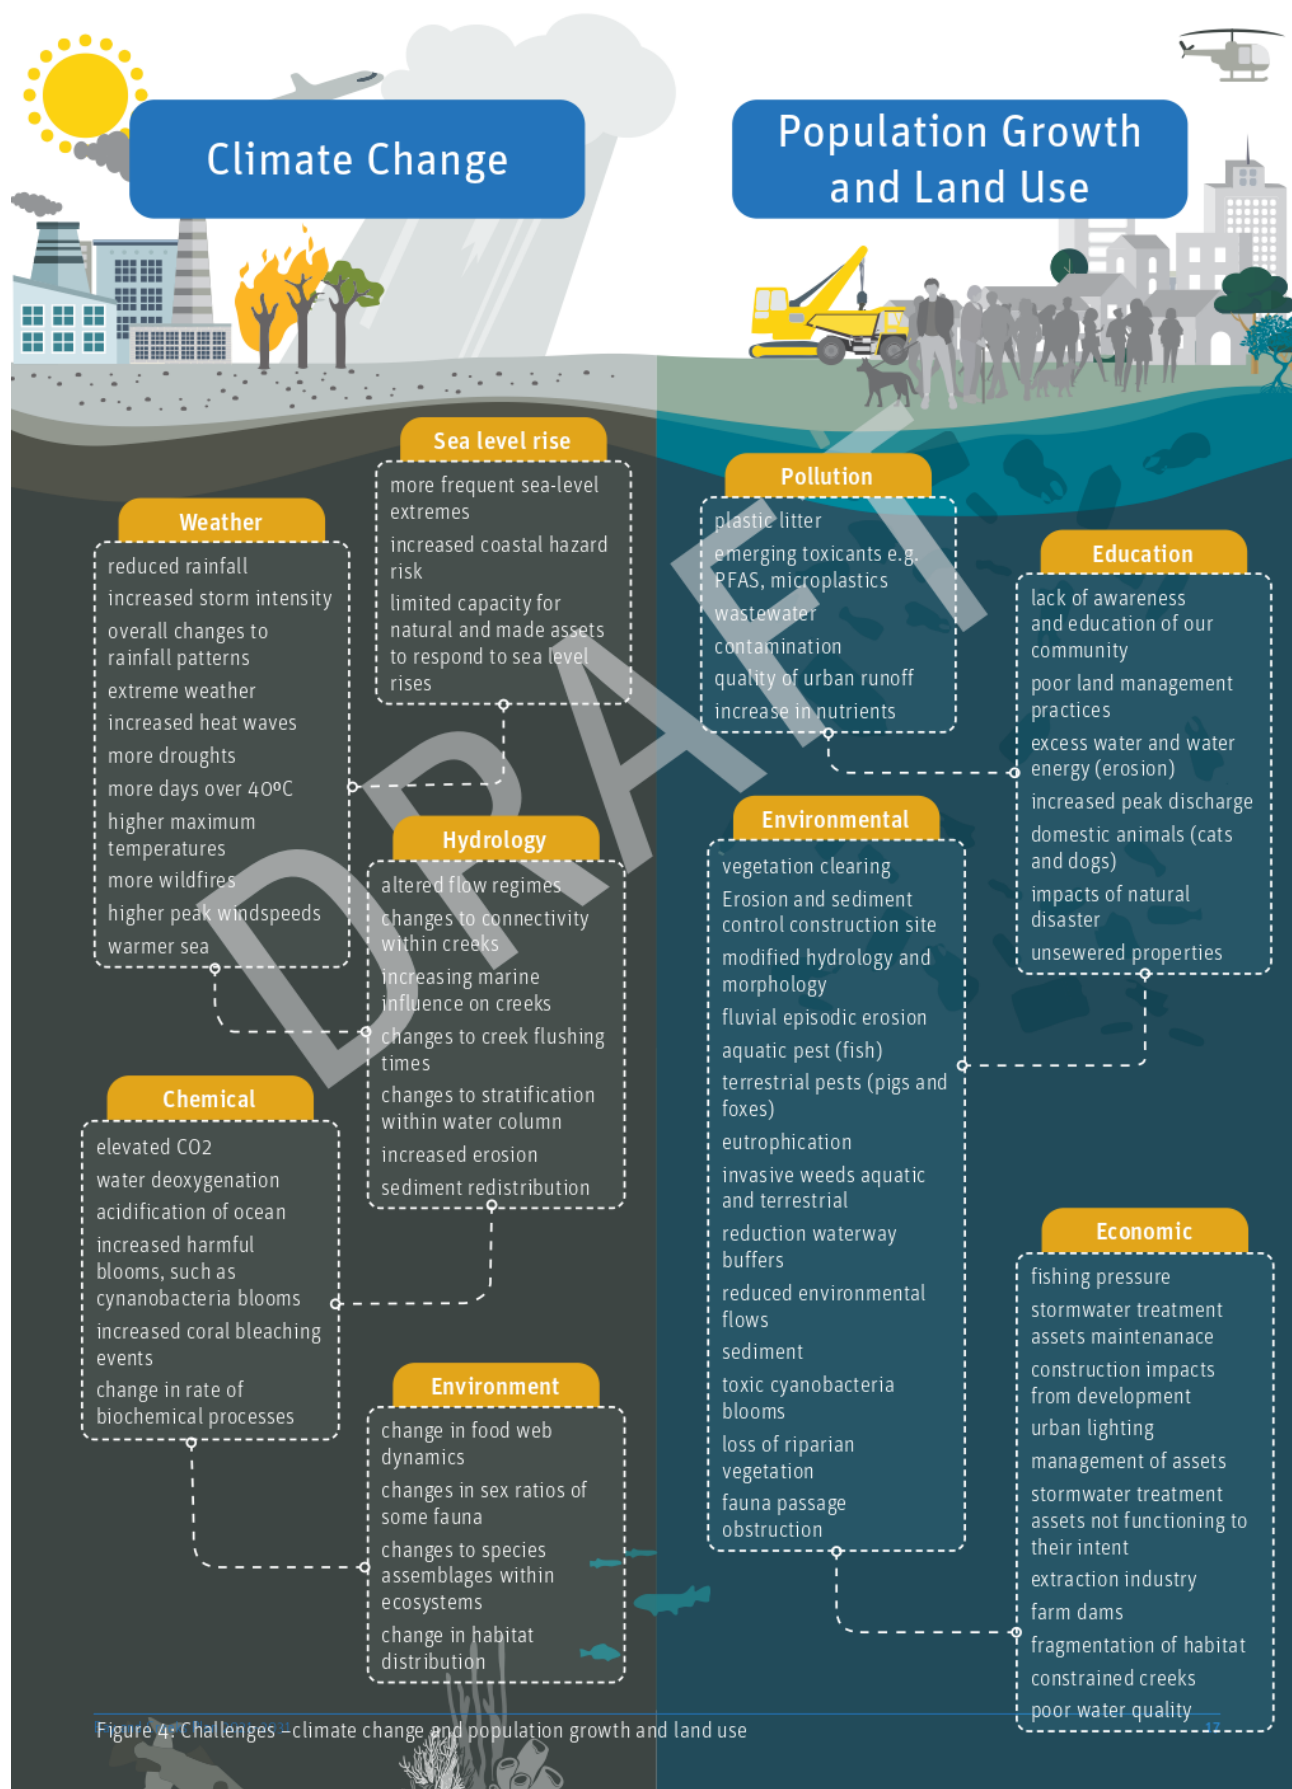 Climate Change
Population Growth
and Land Use
Sea level rise
more frequent sea-level
extremes
increased coastal hazard
risk
limited capacity for
natural and made assets
to respond to sea level
rises
Weather
reduced rainfall
increased storm intensity
overall changes to
rainfall patterns
extreme weather
increased heat waves
more droughts
more days over 40ºC
higher maximum
temperatures
more wildfires
higher peak windspeeds
warmer sea
Hydrology
altered flow regimes
changes to connectivity
within creeks
increasing marine
influence on creeks
changes to creek flushing
times
changes to stratification
within water column
increased erosion
sediment redistribution
Chemical
elevated CO2
water deoxygenation
acidification of ocean
increased harmful
blooms, such as
cynanobacteria blooms
increased coral bleaching
events
change in rate of
biochemical processes
Environment
change in food web
dynamics
changes in sex ratios of
some fauna
changes to species
assemblages within
ecosystems
change in habitat
distribution
Pollution
plastic litter
emerging toxicants e.g.
PFAS, microplastics
wastewater
contamination
quality of urban runoff
increase in nutrients
Education
lack of awareness
and education of our
community
poor land management
practices
excess water and water
energy (erosion)
increased peak discharge
domestic animals (cats
and dogs)
impacts of natural
disaster
unsewered properties
Environmental
vegetation clearing
Erosion and sediment
control construction site
modified hydrology and
morphology
fluvial episodic erosion
aquatic pest (fish)
terrestrial pests (pigs and
foxes)
eutrophication
invasive weeds aquatic
and terrestrial
reduction waterway
buffers
reduced environmental
flows
sediment
toxic cyanobacteria
blooms
loss of riparian
vegetation
fauna passage
obstruction
Economic
fishing pressure
stormwater treatment
assets maintenanace
construction impacts
from development
urban lighting
management of assets
stormwater treatment
assets not functioning to
their intent
extraction industry
farm dams
fragmentation of habitat
constrained creeks
poor water quality
DRAFT
Figure 4: Challenges –climate change and population growth and land use
17